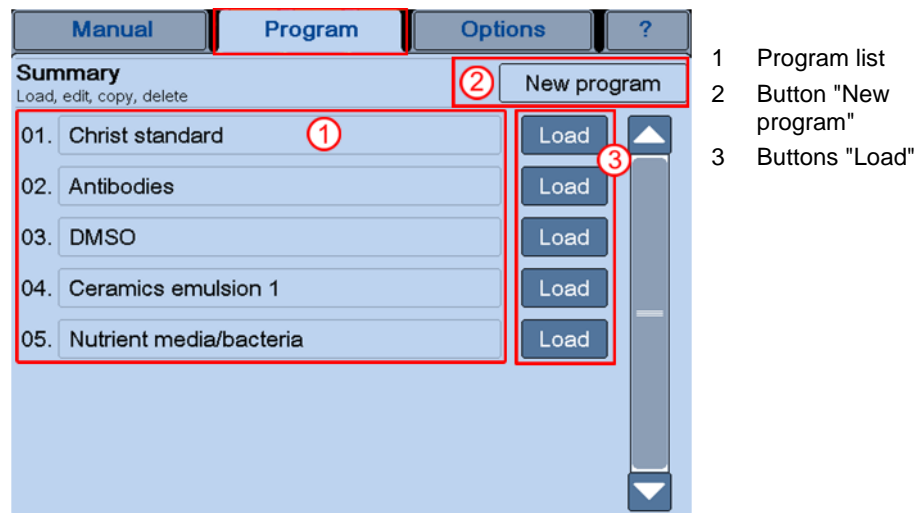 Manual Program Options ?
Summary
Load, edit, copy, delete
2 New program
01. Christ standard 1 Load
3
02. Antibodies Load
03. DMSO Load
04. Ceramics emulsion 1 Load
05. Nutrient media/bacteria Load
1 Program list
2 Button "New
program"
3 Buttons "Load"